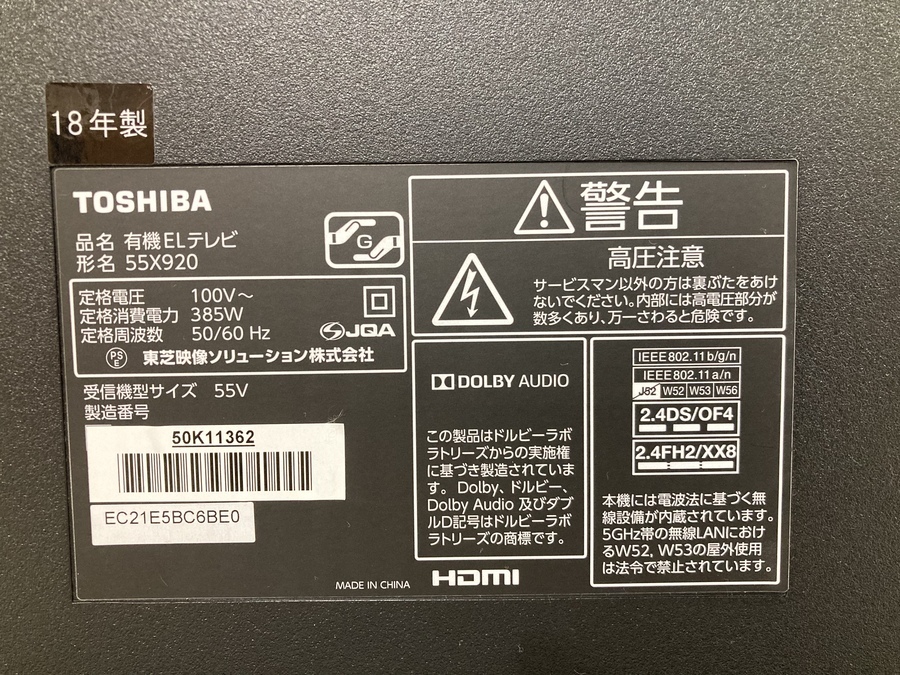 18年製
TOSHIBA
品名 有機ELテレビ
形名 55X920
G
定格電圧 100V〜
定格消費電力 385W
定格周波数 50/60 Hz
JQA
PS
E
東芝映像ソリューション株式会社
受信機型サイズ 55V
製造番号
50K11362
EC21E5BC6BE0
MADE IN CHINA
警告
高圧注意
サービスマン以外の方は裏ぶたをあけ
ないでください。内部には高電圧部分が
数多くあり、万一さわると危険です。
DOLBY AUDIO
この製品はドルビーラボ
ラトリーズからの実施権
に基づき製造されていま
す。Dolby、ドルビー、
Dolby Audio 及びダブ
ルD記号はドルビーラボ
ラトリーズの商標です。
HDMI
IEEE802.11b/g/n
IEEE802.11a/n
J52 W52 W53 W56
2.4DS/OF4
2.4FH2/XX8
本機には電波法に基づく無
線設備が内蔵されています。
5GHz帯の無線LANにおけ
るW52, W53の屋外使用
は法令で禁止されています。